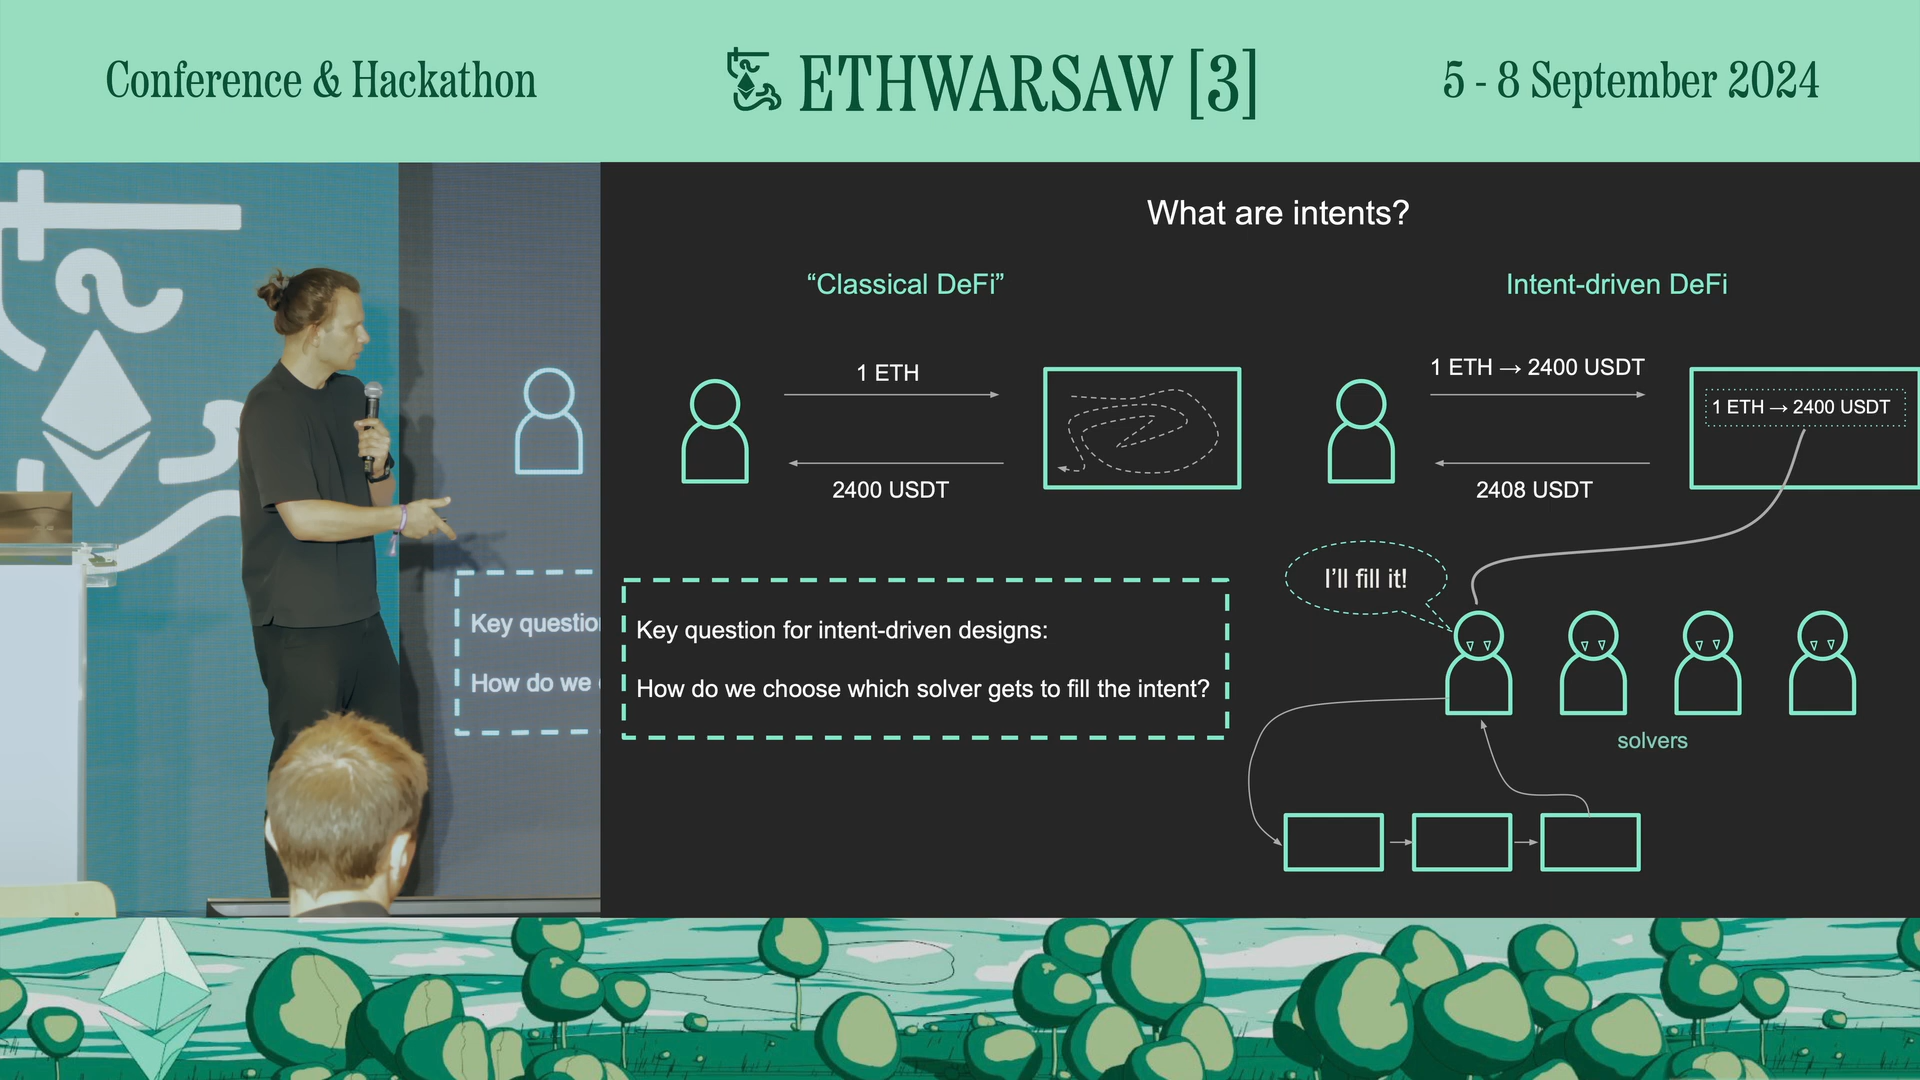 Conference & Hackathon
ETHWARSAW [3]
5 - 8 September 2024
What are intents?
“Classical DeFi”
Intent-driven DeFi
1 ETH
2400 USDT
1 ETH → 2400 USDT
1 ETH → 2400 USDT
2408 USDT
I’ll fill it!
Key question for intent-driven designs:
How do we choose which solver gets to fill the intent?
solvers
Key questio
How do we